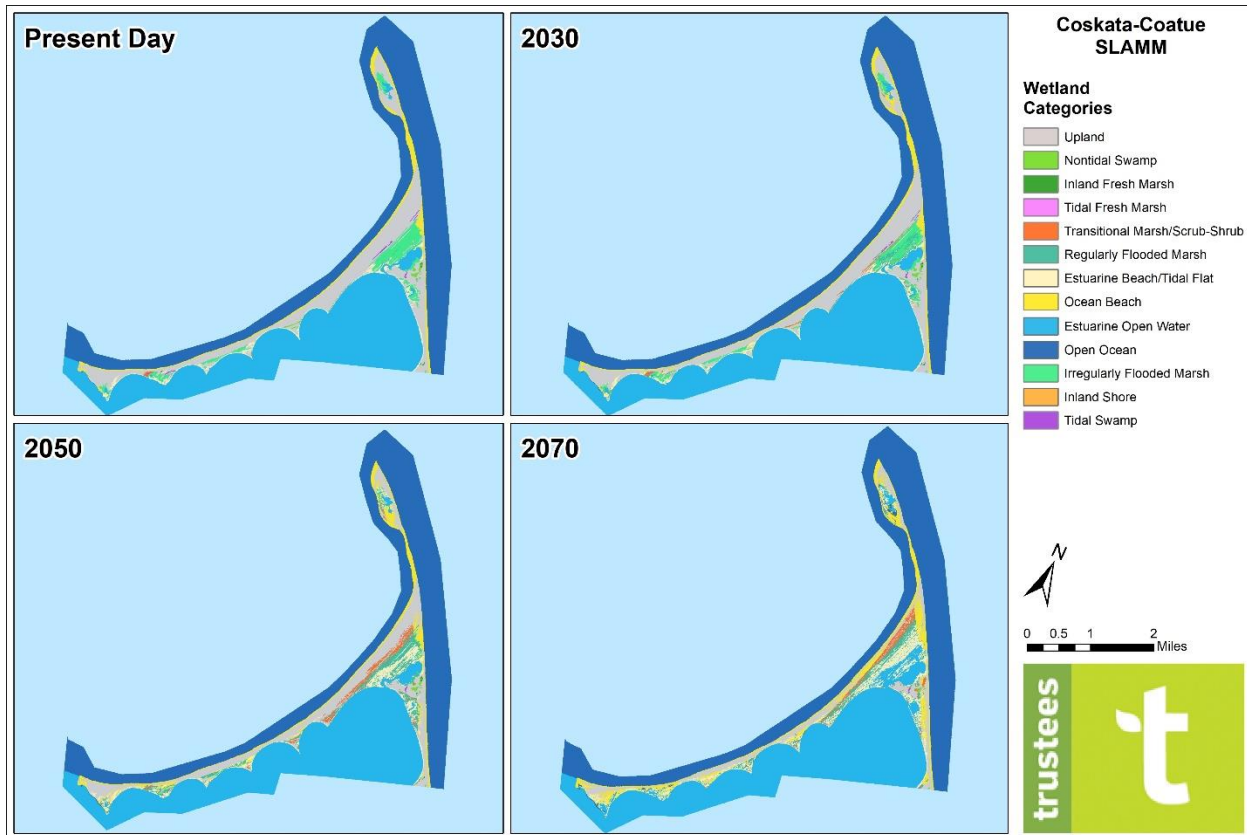 Present Day
2030
2050
2070
Coskata-Coatue
SLAMM
Wetland
Categories
Upland
Nontidal Swamp
Inland Fresh Marsh
Tidal Fresh Marsh
Transitional Marsh/Scrub-Shrub
Regularly Flooded Marsh
Estuarine Beach/Tidal Flat
Ocean Beach
Estuarine Open Water
Open Ocean
Irregularly Flooded Marsh
Inland Shore
Tidal Swamp
N
0 0.5 1 2
Miles
trustees
t